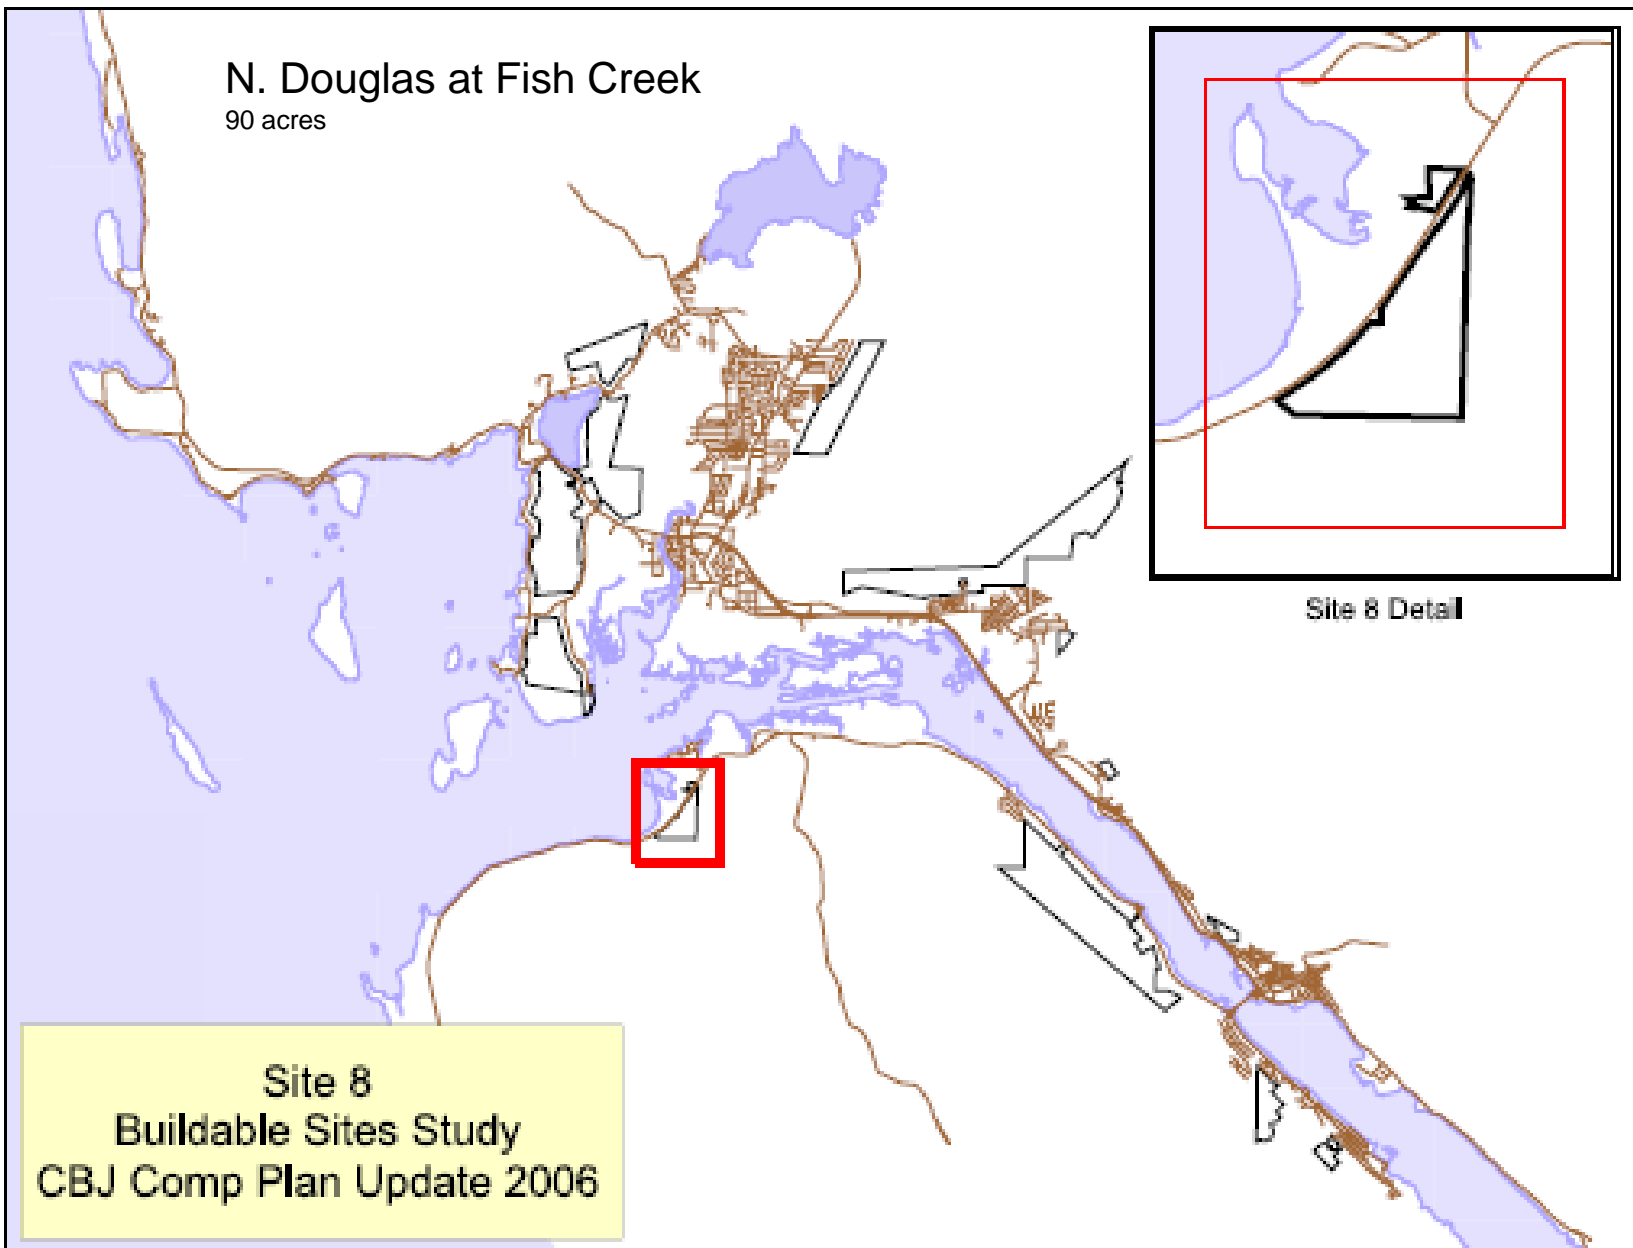 N. Douglas at Fish Creek
90 acres
Site 8 Detail
Site 8
Buildable Sites Study
CBJ Comp Plan Update 2006